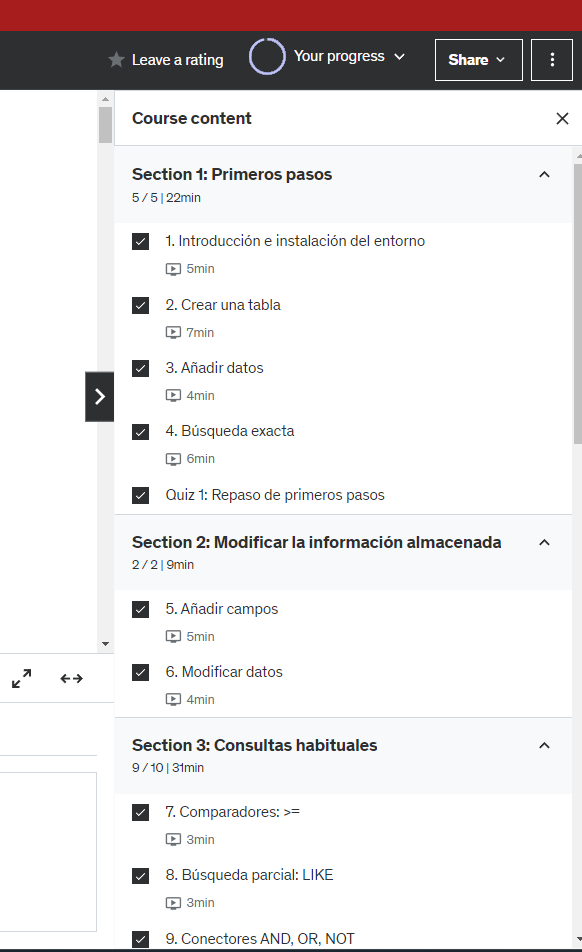 Leave a rating
Your progress
Share
Course content
Section 1: Primeros pasos
5 / 5 | 22min
1. Introducción e instalación del entorno
5min
2. Crear una tabla
7min
3. Añadir datos
4min
4. Búsqueda exacta
6min
Quiz 1: Repaso de primeros pasos
Section 2: Modificar la información almacenada
2 / 2 | 9min
5. Añadir campos
5min
6. Modificar datos
4min
Section 3: Consultas habituales
9 / 10 | 31min
7. Comparadores: >=
3min
8. Búsqueda parcial: LIKE
3min
9. Conectores AND, OR, NOT